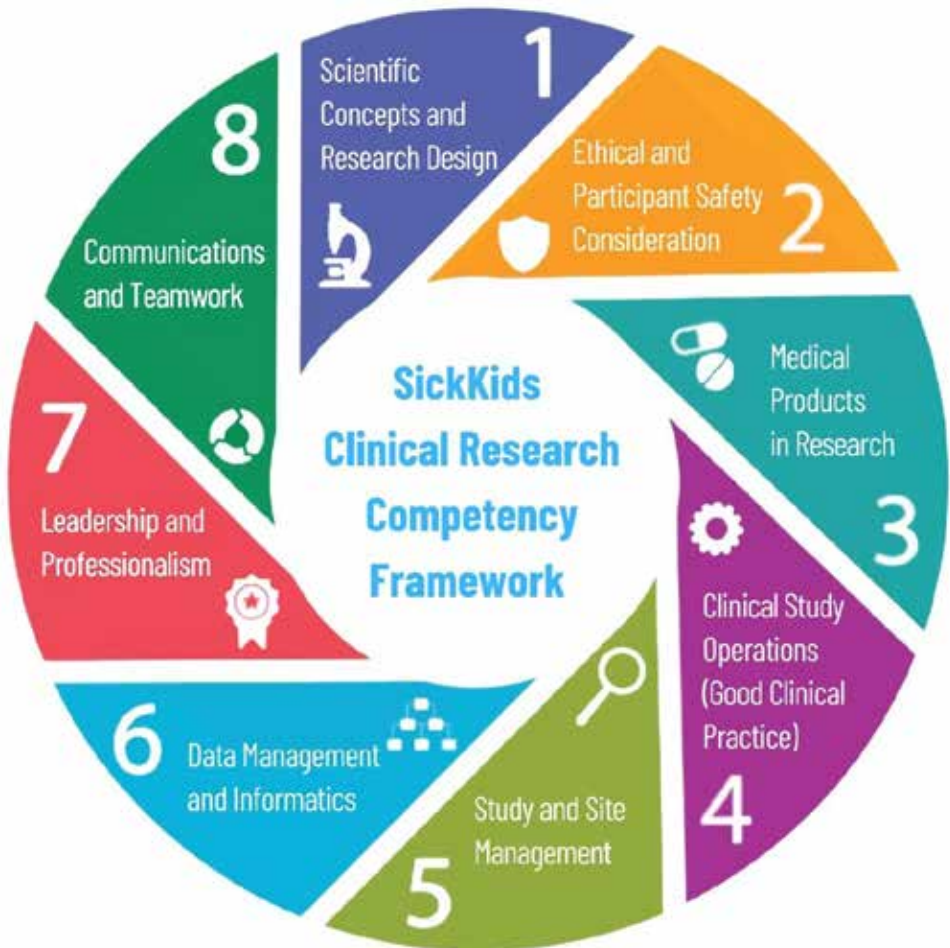 SickKids
Clinical Research
Competency
Framework
1
Scientific
Concepts and
Research Design
2
Ethical and
Participant Safety
Consideration
3
Medical
Products
in Research
4
Clinical Study
Operations
(Good Clinical
Practice)
5
Study and Site
Management
6
Data Management
and Informatics
7
Leadership and
Professionalism
8
Communications
and Teamwork